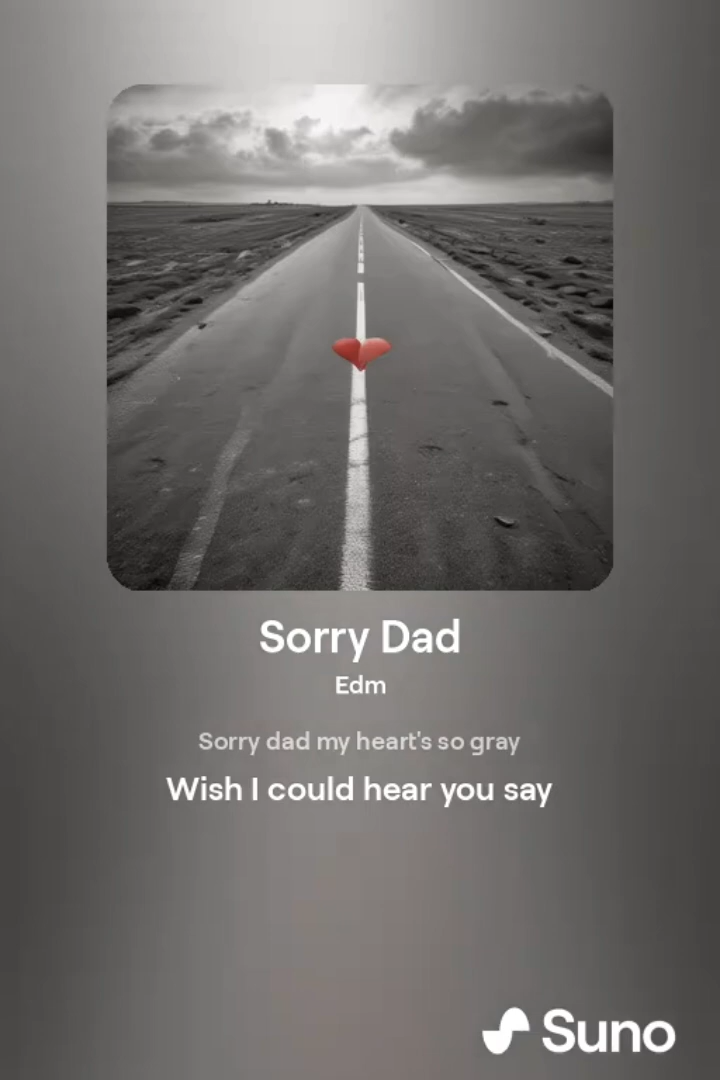 Sorry Dad
Edm
Sorry dad my heart's so gray
Wish I could hear you say
Suno